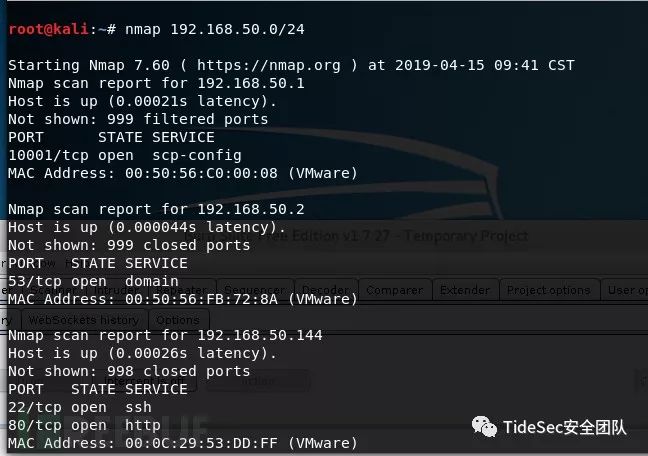 root@kali:~# nmap 192.168.50.0/24
Starting Nmap 7.60 ( https://nmap.org ) at 2019-04-15 09:41 CST
Nmap scan report for 192.168.50.1
Host is up (0.00021s latency).
Not shown: 999 filtered ports
PORT      STATE SERVICE
10001/tcp open  scp-config
MAC Address: 00:50:56:C0:00:08 (VMware)
Nmap scan report for 192.168.50.2
Host is up (0.000044s latency).
Free Edition v1.7.27 - Temporary Project
Not shown: 999 closed ports
PORT   STATE SERVICE
53/tcp open  domain
Intruder Repeater Sequencer Decoder Comparer Extender Project options User op
MAC Address: 00:50:56:FB:72:8A (VMware)
WebSockets history Options
Nmap scan report for 192.168.50.144
Host is up (0.00026s latency).
Not shown: 998 closed ports
Intercept is off
PORT   STATE SERVICE
22/tcp open  ssh
80/tcp open  http
TideSec安全团队
MAC Address: 00:0C:29:53:DD:FF (VMware)